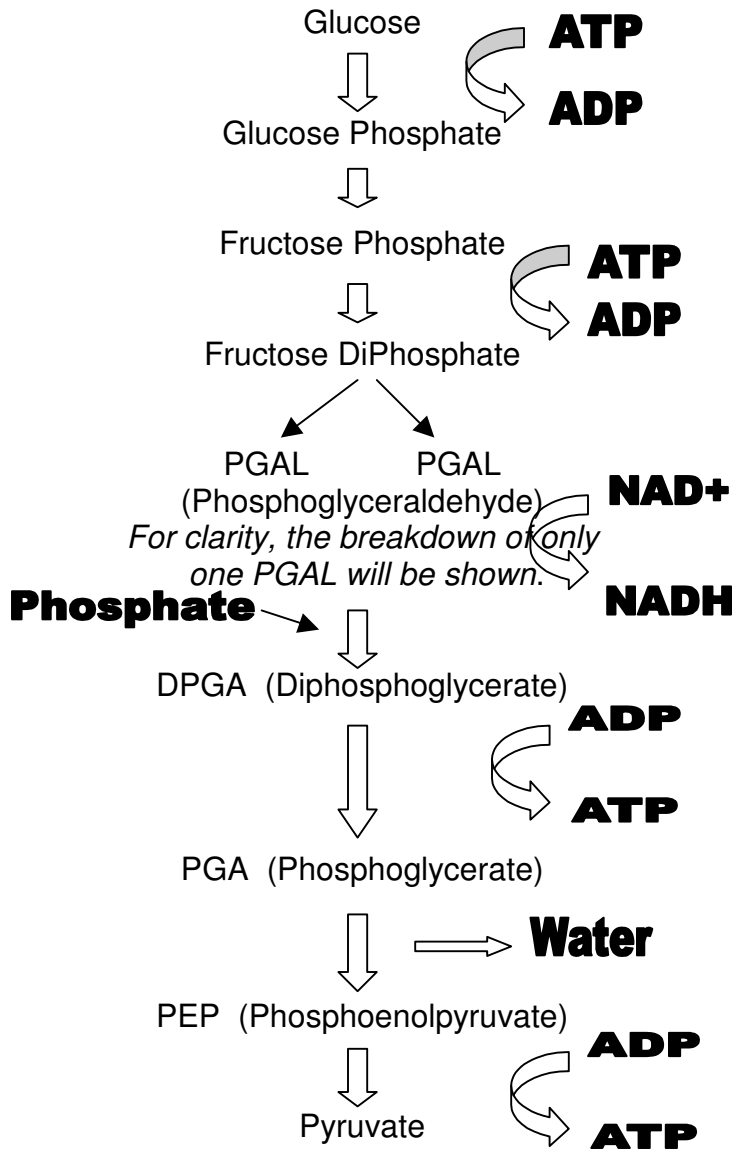 Glucose
ATP
ADP
Glucose Phosphate
Fructose Phosphate
ATP
ADP
Fructose DiPhosphate
PGAL PGAL
(Phosphoglyceraldehyde)
NAD+
For clarity, the breakdown of only
one PGAL will be shown.
NADH
Phosphate
DPGA (Diphosphoglycerate)
ADP
ATP
PGA (Phosphoglycerate)
Water
PEP (Phosphoenolpyruvate)
ADP
Pyruvate
ATP